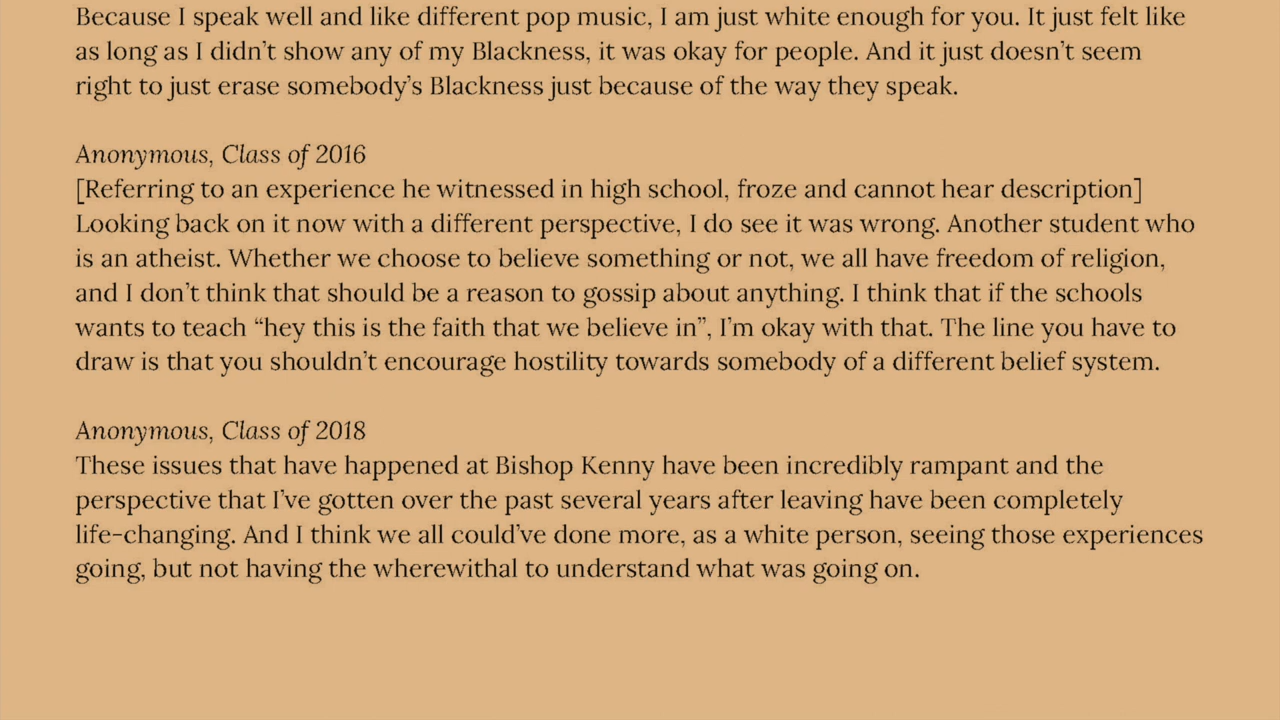 Because I speak well and like different pop music, I am just white enough for you. It just felt like
as long as I didn't show any of my Blackness, it was okay for people. And it just doesn't seem
right to just erase somebody's Blackness just because of the way they speak.
Anonymous, Class of 2016
[Referring to an experience he witnessed in high school, froze and cannot hear description]
Looking back on it now with a different perspective, I do see it was wrong. Another student who
is an atheist. Whether we choose to believe something or not, we all have freedom of religion,
and I don't think that should be a reason to gossip about anything. I think that if the schools
wants to teach “hey this is the faith that we believe in”, I'm okay with that. The line you have to
draw is that you shouldn't encourage hostility towards somebody of a different belief system.
Anonymous, Class of 2018
These issues that have happened at Bishop Kenny have been incredibly rampant and the
perspective that I've gotten over the past several years after leaving have been completely
life-changing. And I think we all could've done more, as a white person, seeing those experiences
going, but not having the wherewithal to understand what was going on.